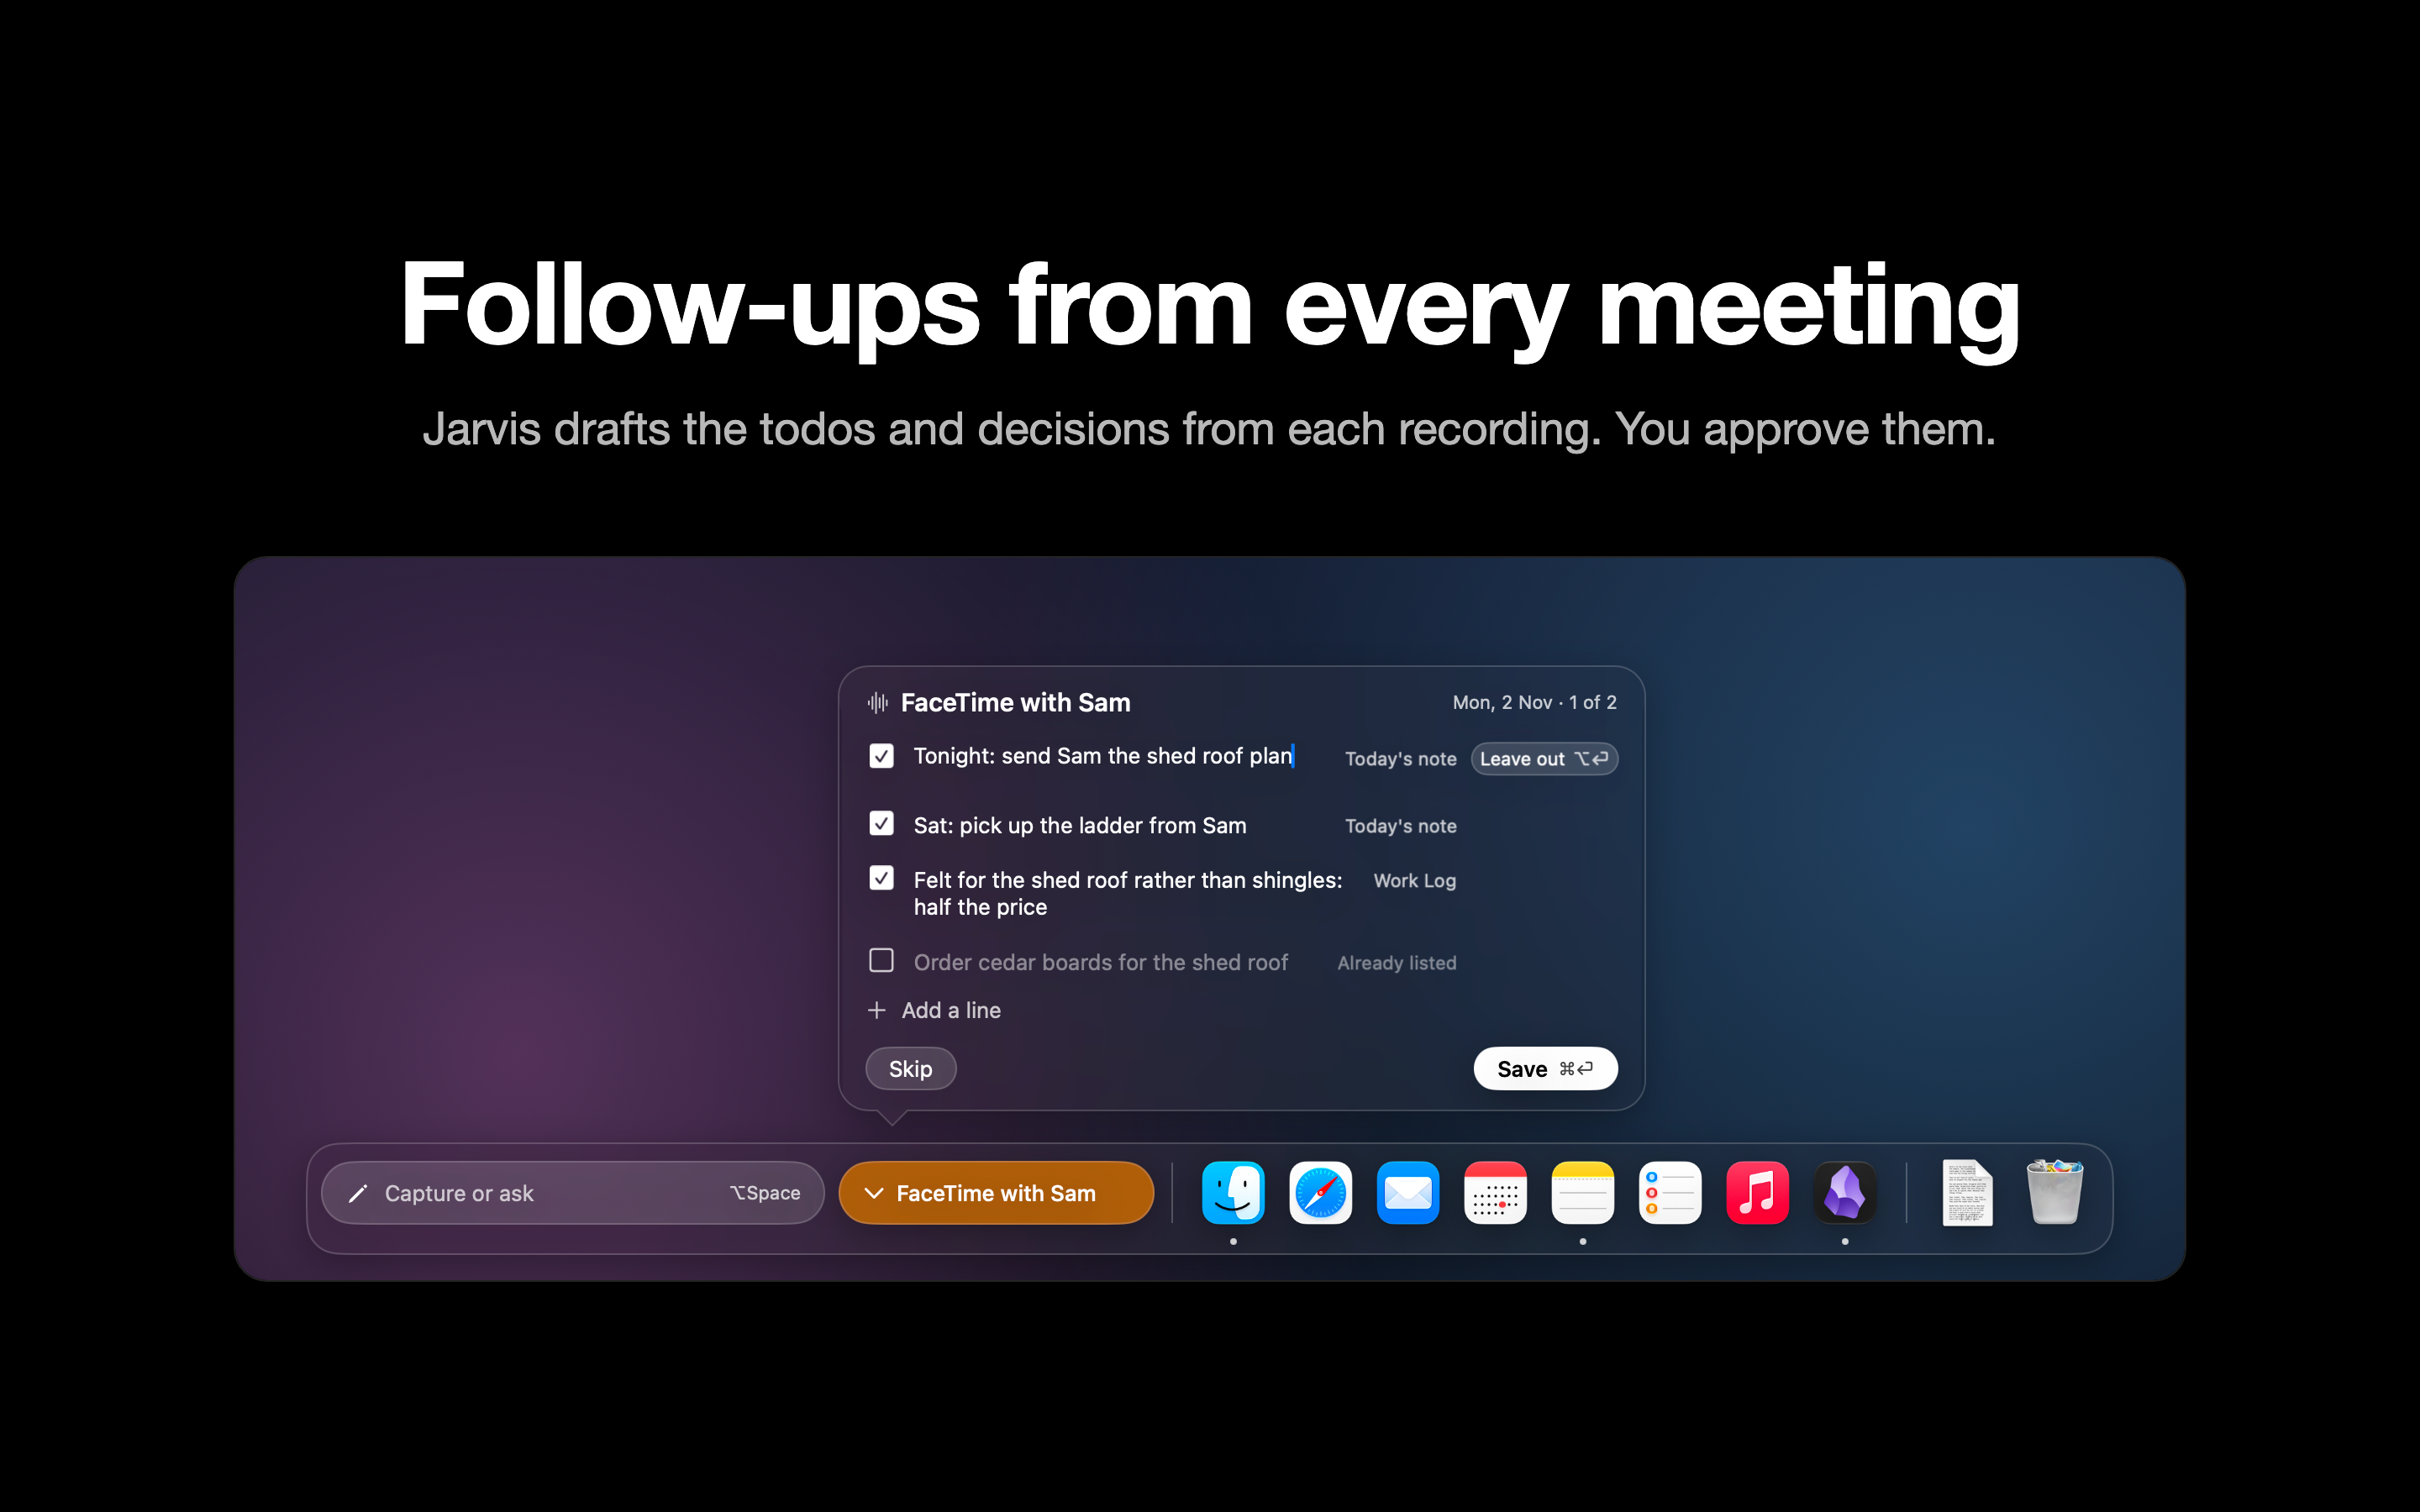 Follow-ups from every meeting
Jarvis drafts the todos and decisions from each recording. You approve them.
FaceTime with Sam
Mon, 2 Nov · 1 of 2
Tonight: send Sam the shed roof plan
Today's note
Leave out ⌥⏎
Sat: pick up the ladder from Sam
Today's note
Felt for the shed roof rather than shingles:
half the price
Work Log
Order cedar boards for the shed roof
Already listed
+ Add a line
Skip
Save ⌘⏎
Capture or ask
⌥Space
FaceTime with Sam